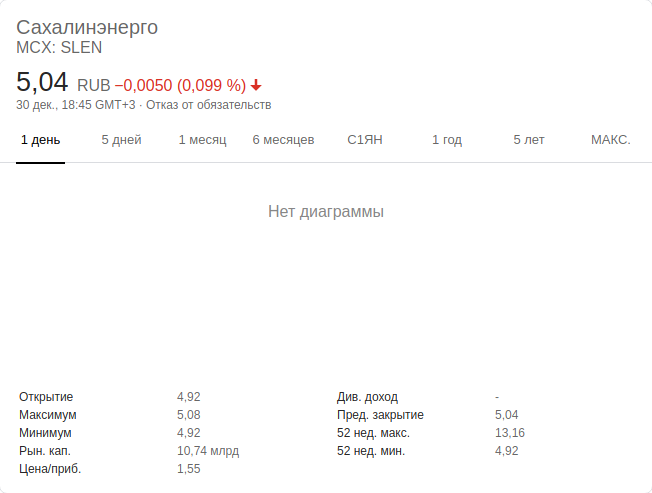 Сахалинэнерго
MCX: SLEN
5,04 RUB −0,0050 (0,099 %)
30 дек., 18:45 GMT+3 · Отказ от обязательств
1 день 5 дней 1 месяц 6 месяцев С1ЯН 1 год 5 лет МАКС.
Нет диаграммы
Открытие 4,92 Див. доход -
Максимум 5,08 Пред. закрытие 5,04
Минимум 4,92 52 нед. макс. 13,16
Рын. кап. 10,74 млрд 52 нед. мин. 4,92
Цена/приб. 1,55